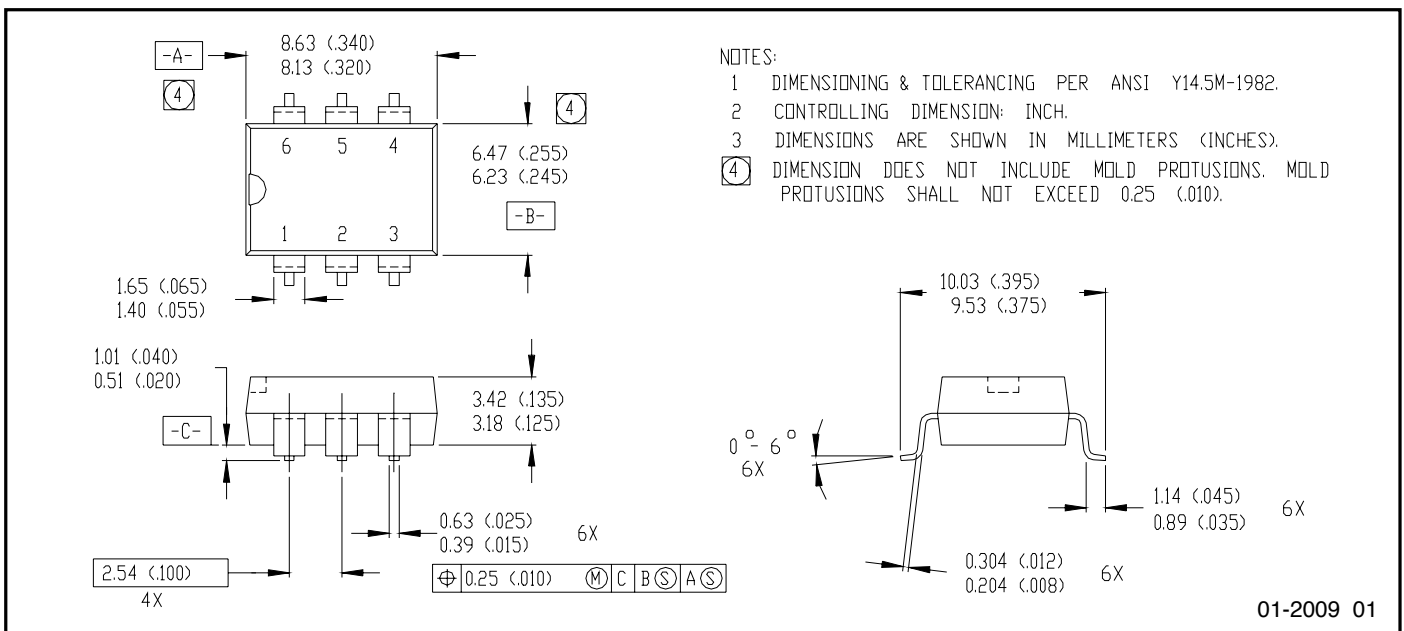 -A-
8.63 (.340)
8.13 (.320)
4
4
6 5 4
6.47 (.255)
6.23 (.245)
-B-
1 2 3
1.65 (.065)
1.40 (.055)
NOTES:
1 DIMENSIONING & TOLERANCING PER ANSI Y14.5M-1982.
2 CONTROLLING DIMENSION: INCH.
3 DIMENSIONS ARE SHOWN IN MILLIMETERS (INCHES).
4 DIMENSION DOES NOT INCLUDE MOLD PROTUSIONS. MOLD
PROTUSIONS SHALL NOT EXCEED 0.25 (.010).
1.01 (.040)
0.51 (.020)
-C-
3.42 (.135)
3.18 (.125)
0.63 (.025)
0.39 (.015)
6X
2.54 (.100)
4X
⌖ 0.25 (.010) Ⓜ C B Ⓢ A Ⓢ
10.03 (.395)
9.53 (.375)
0°- 6°
6X
1.14 (.045)
0.89 (.035)
6X
0.304 (.012)
0.204 (.008)
6X
01-2009 01